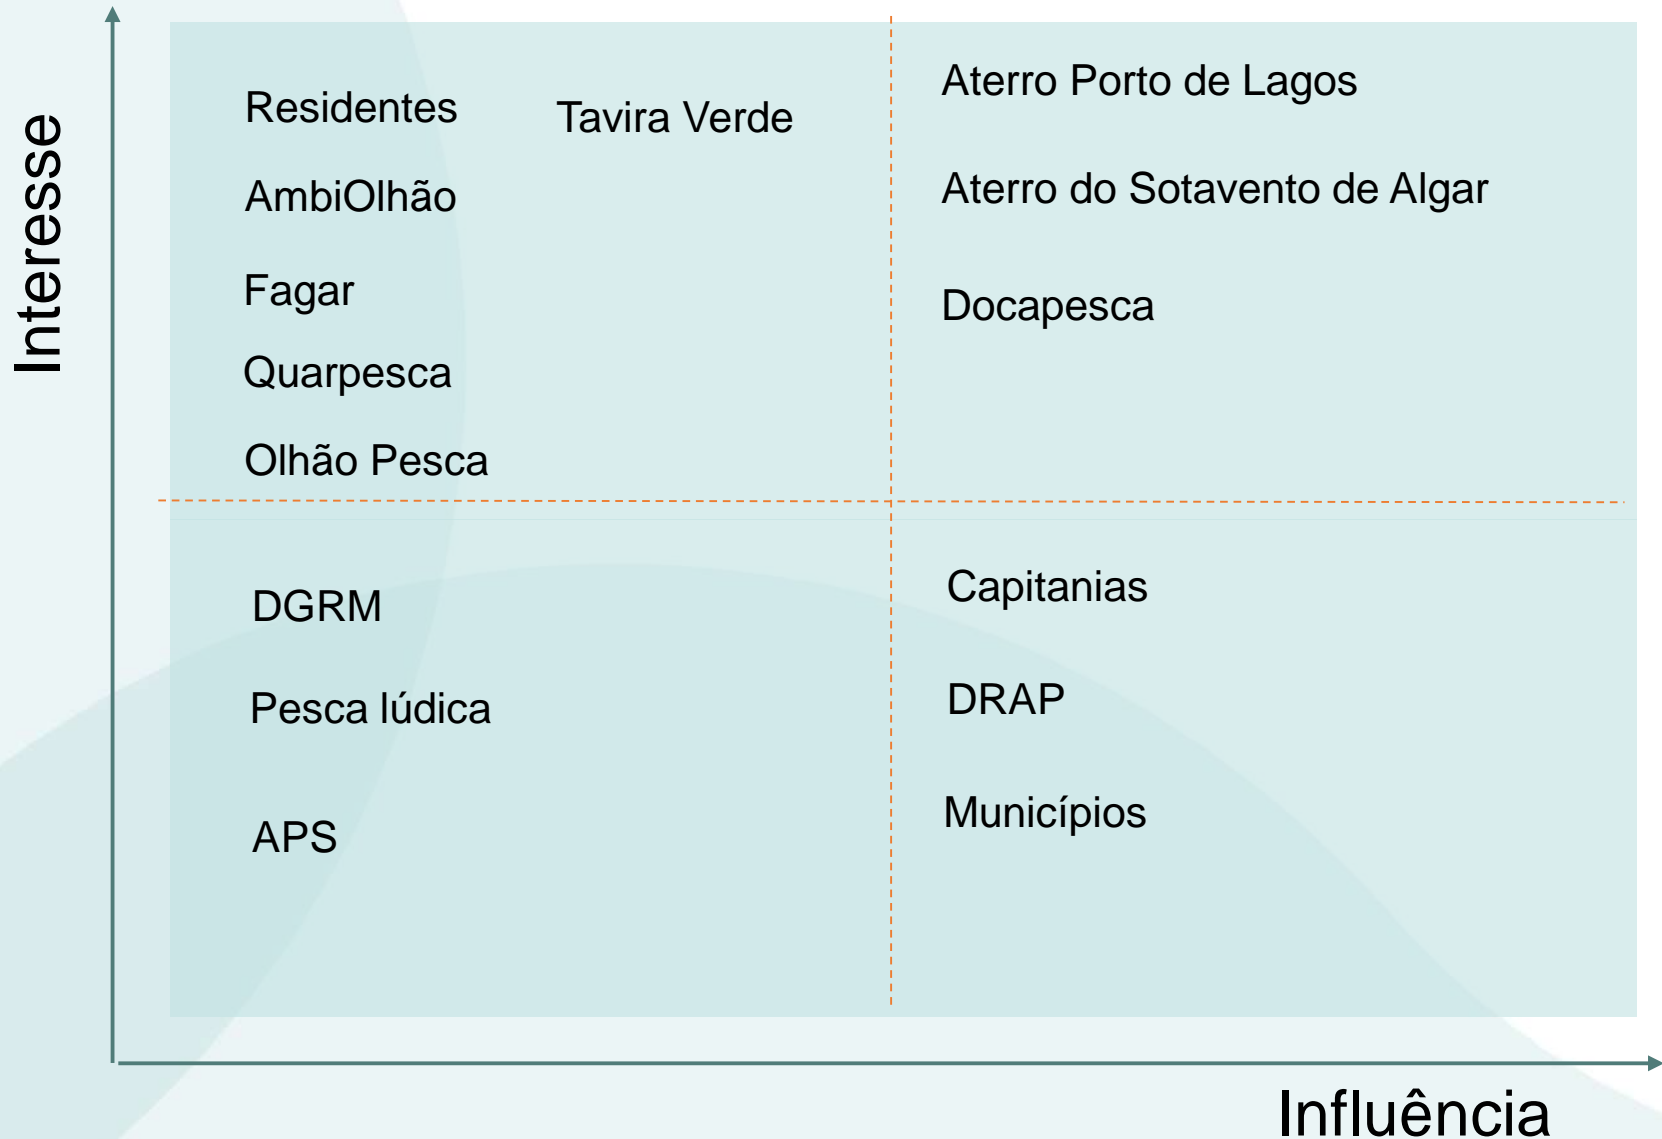 Interesse
Residentes
Tavira Verde
AmbiOlhão
Fagar
Quarpesca
Olhão Pesca
Aterro Porto de Lagos
Aterro do Sotavento de Algar
Docapesca
DGRM
Pesca lúdica
APS
Capitanias
DRAP
Municípios
Influência